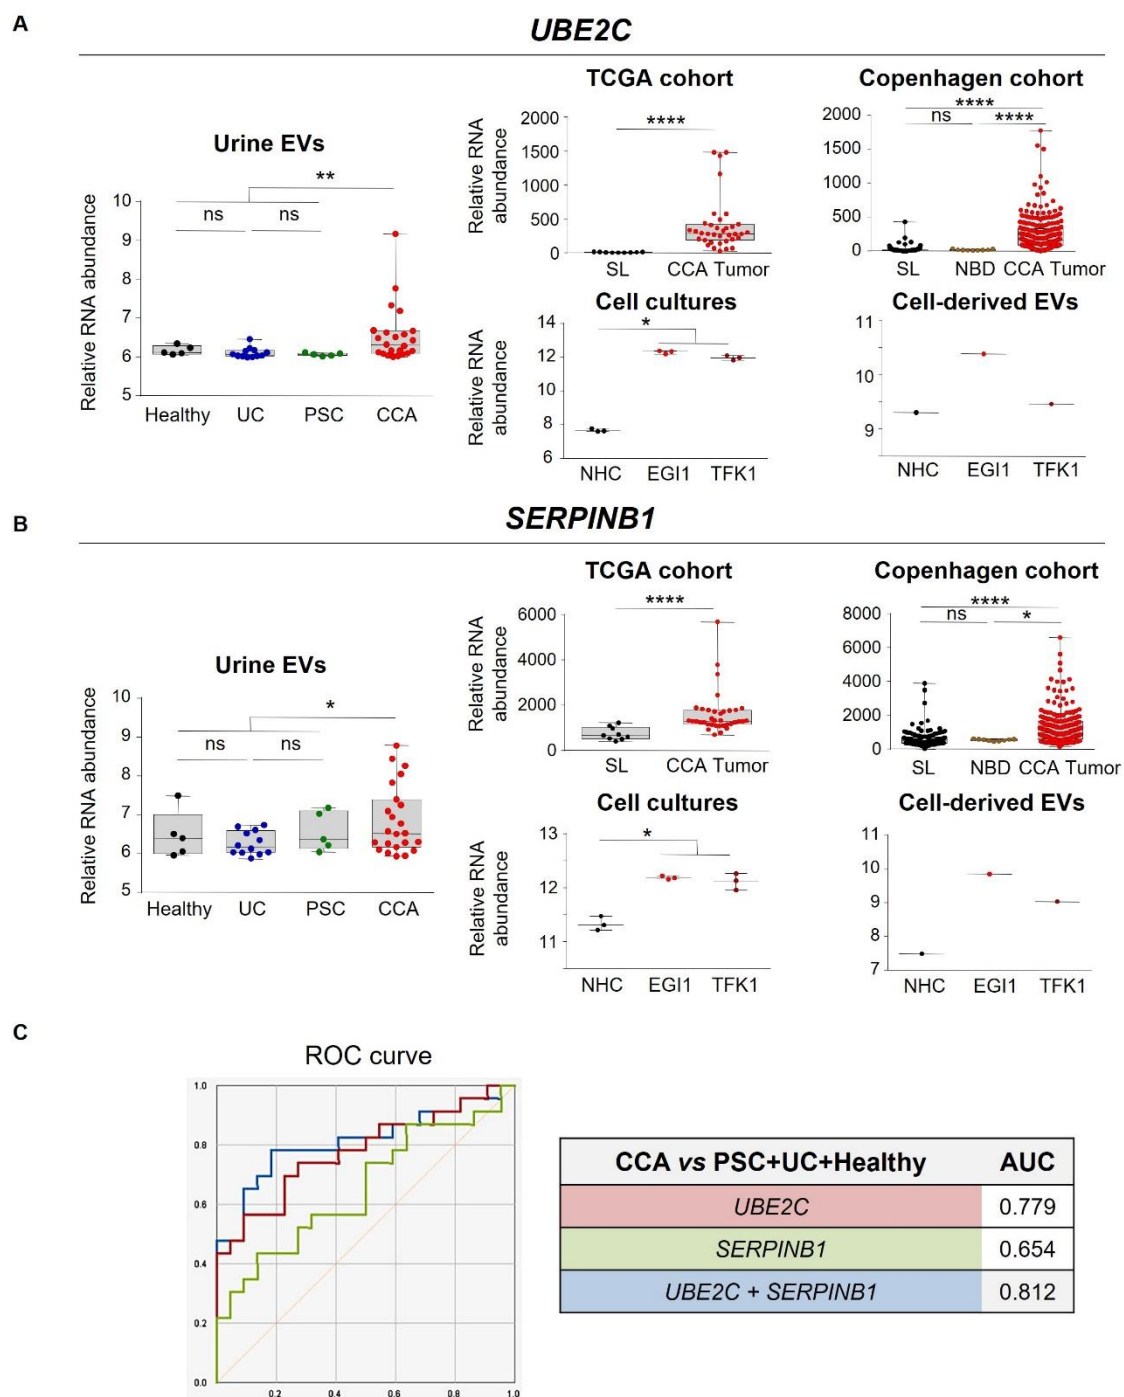 A
UBE2C
Urine EVs
Relative RNA abundance
10
9
8
7
6
5
**
ns
ns
Healthy
UC
PSC
CCA
TCGA cohort
Relative RNA
abundance
2000
1500
1000
500
0
****
SL
CCA Tumor
Copenhagen cohort
2000
1500
1000
500
0
****
ns
****
SL
NBD
CCA Tumor
Cell cultures
Relative RNA
abundance
14
12
10
8
6
*
NHC
EGI1
TFK1
Cell-derived EVs
11
10
10
9
NHC
EGI1
TFK1
B
SERPINB1
Urine EVs
Relative RNA abundance
10
9
8
7
6
5
*
ns
ns
Healthy
UC
PSC
CCA
TCGA cohort
Relative RNA
abundance
6000
4000
2000
0
****
SL
CCA Tumor
Copenhagen cohort
8000
6000
4000
2000
0
****
ns
*
SL
NBD
CCA Tumor
Cell cultures
Relative RNA
abundance
13
12
11
*
NHC
EGI1
TFK1
Cell-derived EVs
11
10
9
8
7
NHC
EGI1
TFK1
C
ROC curve
1.0
0.8
0.6
0.4
0.2
0.0
0.2
0.4
0.6
0.8
1.0
CCA vs PSC+UC+Healthy AUC
UBE2C 0.779
SERPINB1 0.654
UBE2C + SERPINB1 0.812